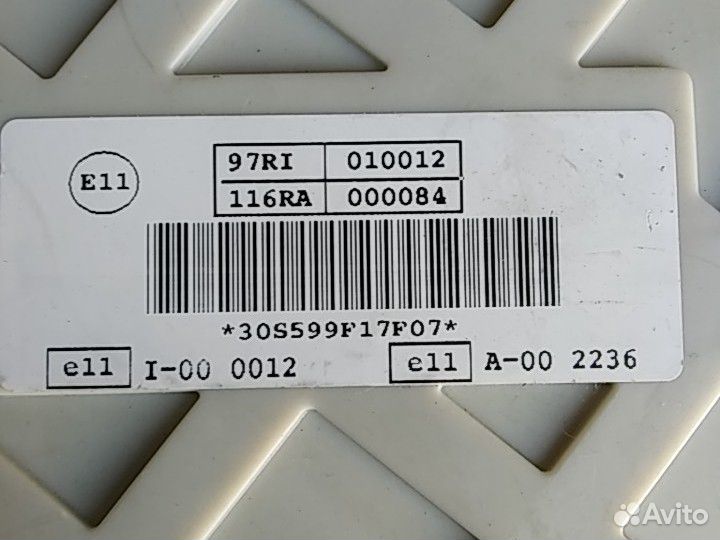 E11
97RI 010012
116RA 000084
*30S599F17F07*
e11 I-00 0012 e11 A-00 2236
Avito